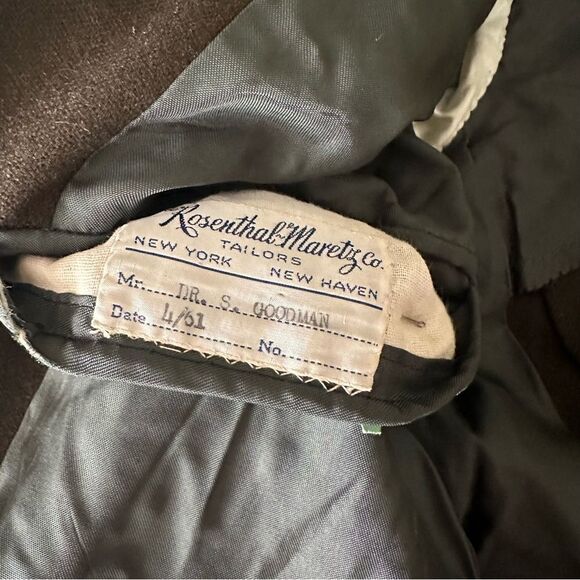 Rosenthal-Maretz Co.
TAILORS
NEW YORK NEW HAVEN
Mr. DR. S. GOODMAN
Date 4/61 No.